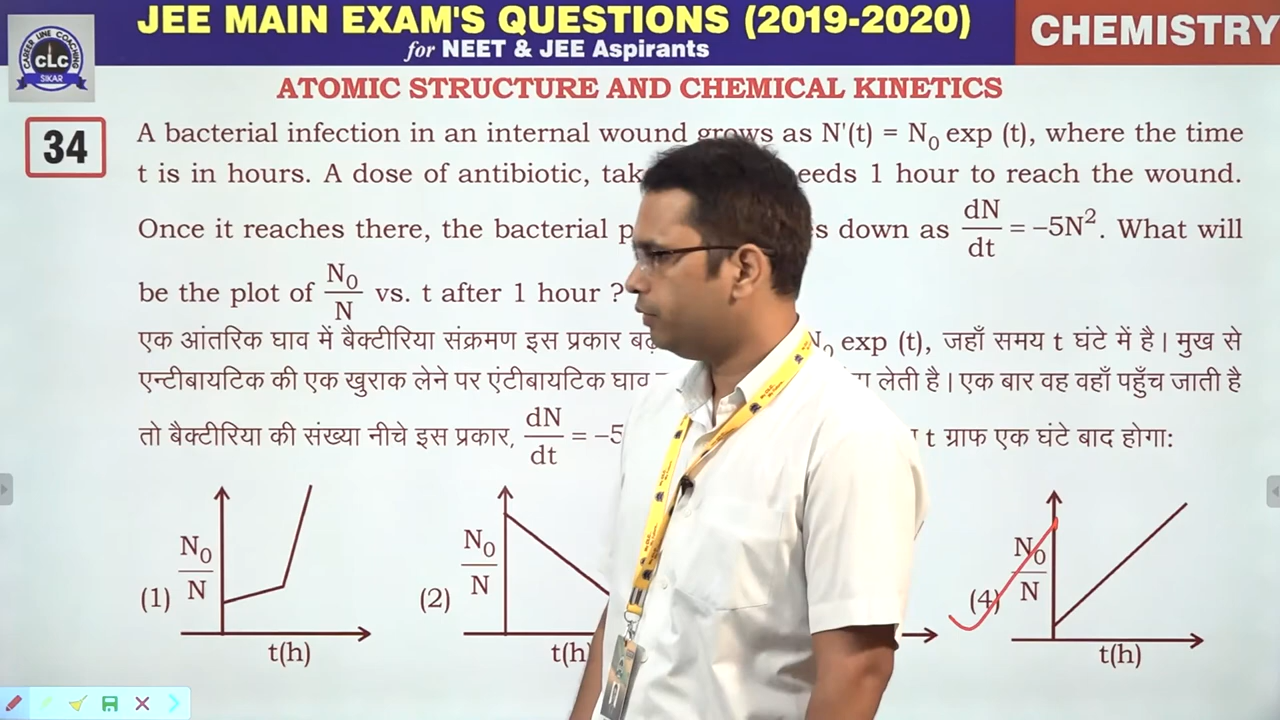 JEE MAIN EXAM'S QUESTIONS (2019-2020)
for NEET & JEE Aspirants
CHEMISTRY
CAREER LINE COACHING
CLC
SIKAR
ATOMIC STRUCTURE AND CHEMICAL KINETICS
34
A bacterial infection in an internal wound grows as N'(t) = N₀ exp (t), where the time
t is in hours. A dose of antibiotic, needs 1 hour to reach the wound.
Once it reaches there, the bacterial down as dN/dt = –5N². What will
be the plot of N₀/N vs. t after 1 hour ?
एक आंतरिक घाव में बैक्टीरिया संक्रमण इस प्रकार N₀ exp (t), जहाँ समय t घंटे में है। मुख से
एन्टीबायटिक की एक खुराक लेने पर एंटीबायटिक घाव लेती है। एक बार वह वहाँ पहुँच जाती है
तो बैक्टीरिया की संख्या नीचे इस प्रकार, dN/dt = –5 t ग्राफ एक घंटे बाद होगा:
(1) N₀/N t(h)
(2) N₀/N t(h)
(4) N₀/N t(h)